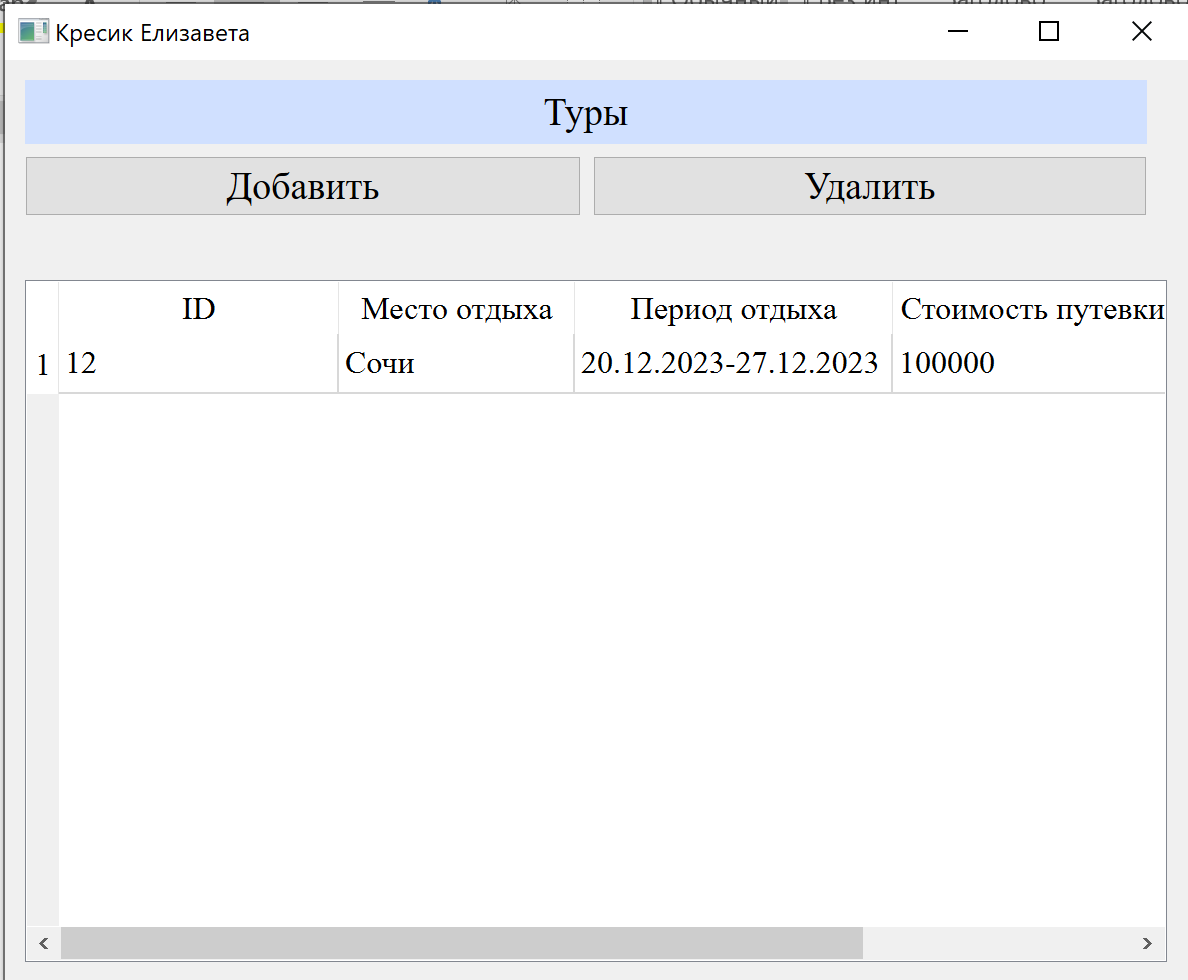 Кресик Елизавета
Туры
Добавить Удалить
ID Место отдыха Период отдыха Стоимость путевки
1 12 Сочи 20.12.2023-27.12.2023 100000